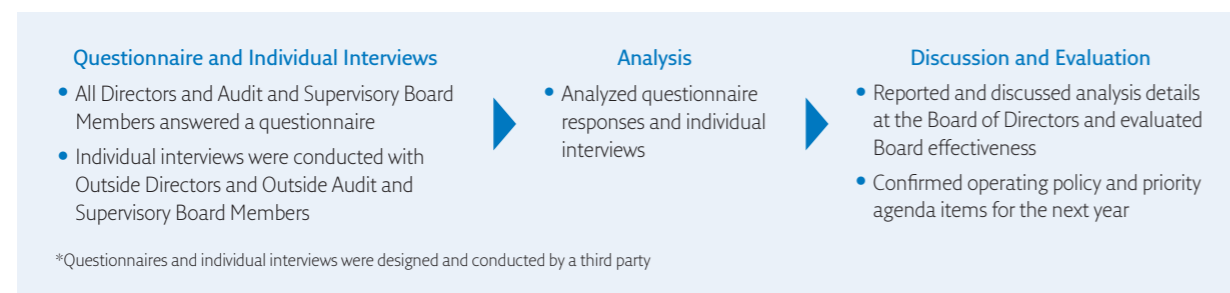 Questionnaire and Individual Interviews
• All Directors and Audit and Supervisory Board
Members answered a questionnaire
• Individual interviews were conducted with
Outside Directors and Outside Audit and
Supervisory Board Members
Analysis
• Analyzed questionnaire
responses and individual
interviews
Discussion and Evaluation
• Reported and discussed analysis details
at the Board of Directors and evaluated
Board effectiveness
• Confirmed operating policy and priority
agenda items for the next year
*Questionnaires and individual interviews were designed and conducted by a third party